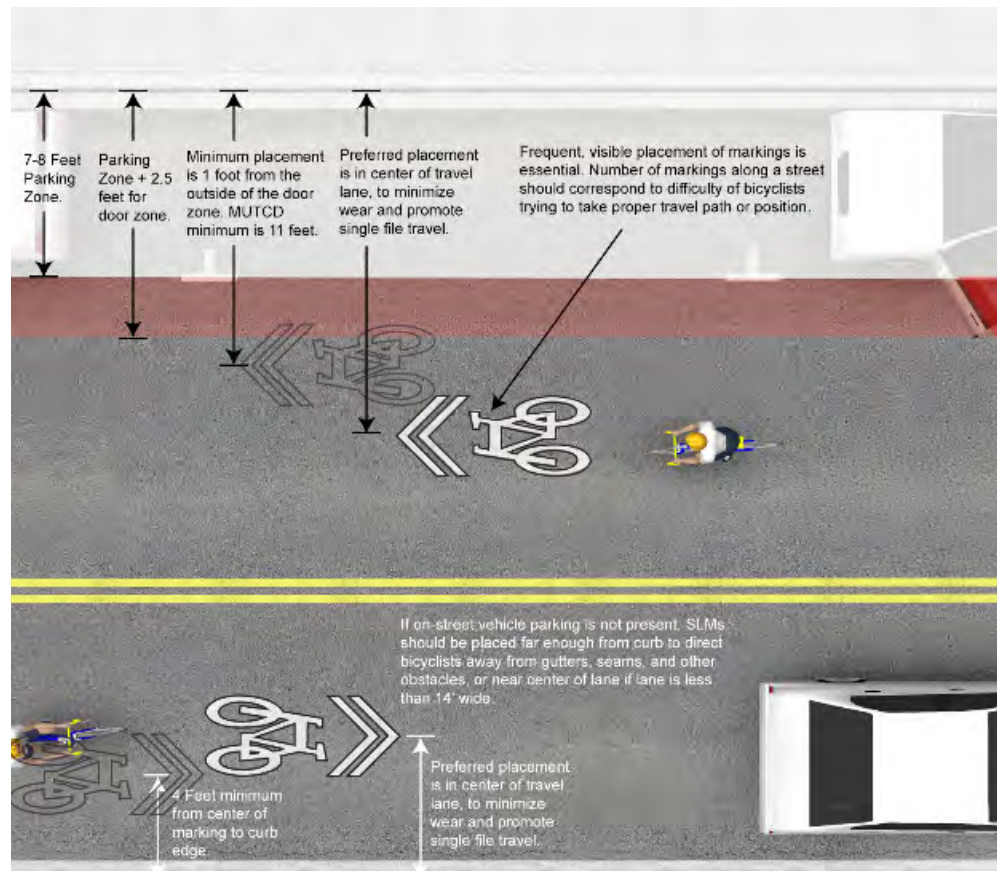 7-8 Feet
Parking
Zone.
Parking
Zone + 2.5
feet for
door zone.
Minimum placement
is 1 foot from the
outside of the door
zone. MUTCD
minimum is 11 feet.
Preferred placement
is in center of travel
lane, to minimize
wear and promote
single file travel.
Frequent, visible placement of markings is
essential. Number of markings along a street
should correspond to difficulty of bicyclists
trying to take proper travel path or position.
If on-street vehicle parking is not present, SLMs
should be placed far enough from curb to direct
bicyclists away from gutters, seams, and other
obstacles, or near center of lane if lane is less
than 14' wide.
4 Feet minimum
from center of
marking to curb
edge.
Preferred placement
is in center of travel
lane, to minimize
wear and promote
single file travel.